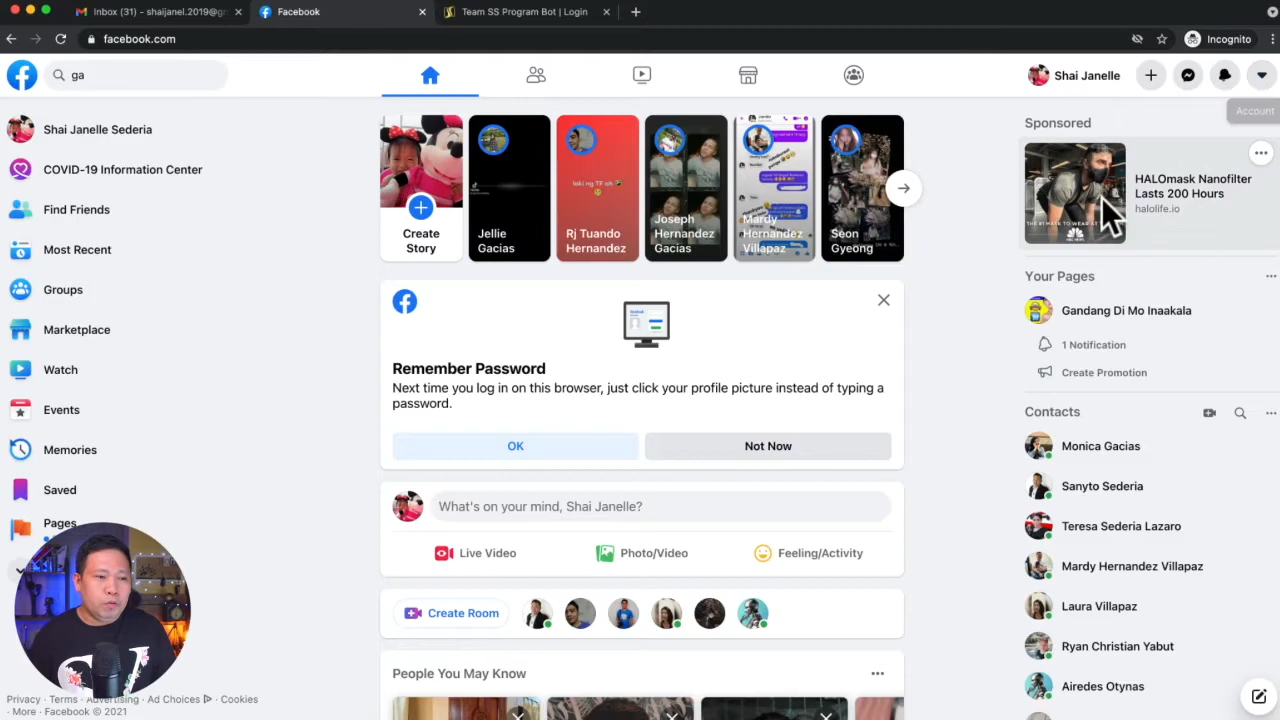 Inbox (31) - shaijanel.2019@g
Facebook
Team SS Program Bot | Login
facebook.com
Incognito
ga
Shai Janelle
Account
Shai Janelle Sederia
COVID-19 Information Center
Find Friends
Most Recent
Groups
Marketplace
Watch
Events
Memories
Saved
Pages
Privacy · Terms · Advertising · Ad Choices · Cookies
· More · Facebook © 2021
Create
Story
Jellie
Gacias
Rj Tuando
Hernandez
Joseph
Hernandez
Gacias
Mardy
Hernandez
Villapaz
Seon
Gyeong
Remember Password
Next time you log in on this browser, just click your profile picture instead of typing a
password.
OK
Not Now
What's on your mind, Shai Janelle?
Live Video
Photo/Video
Feeling/Activity
Create Room
People You May Know
Sponsored
HALOmask Nanofilter
Lasts 200 Hours
halolife.io
Your Pages
Gandang Di Mo Inaakala
1 Notification
Create Promotion
Contacts
Monica Gacias
Sanyto Sederia
Teresa Sederia Lazaro
Mardy Hernandez Villapaz
Laura Villapaz
Ryan Christian Yabut
Airedes Otynas